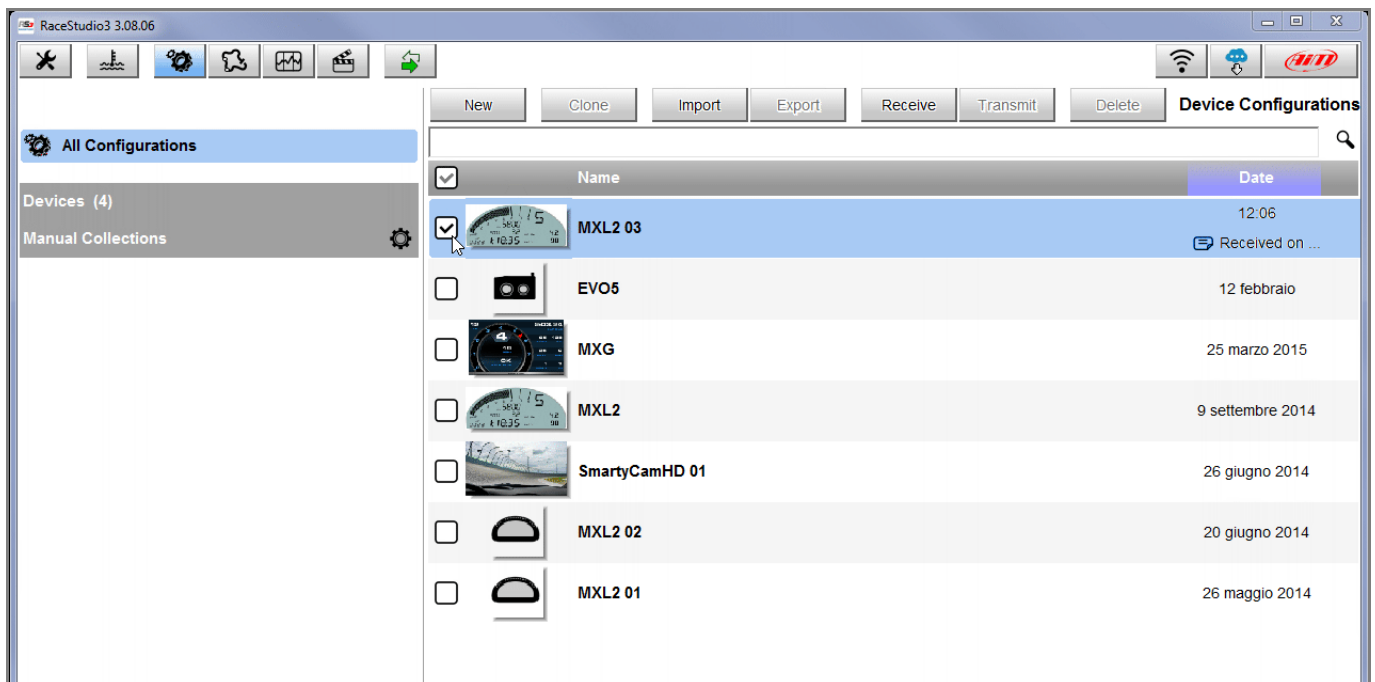 RaceStudio3 3.08.06
AiM
New Clone Import Export Receive Transmit Delete Device Configurations
All Configurations
Name Date
Devices (4)
Manual Collections
MXL2 03 12:06
Received on ...
EVO5 12 febbraio
MXG 25 marzo 2015
MXL2 9 settembre 2014
SmartyCamHD 01 26 giugno 2014
MXL2 02 20 giugno 2014
MXL2 01 26 maggio 2014